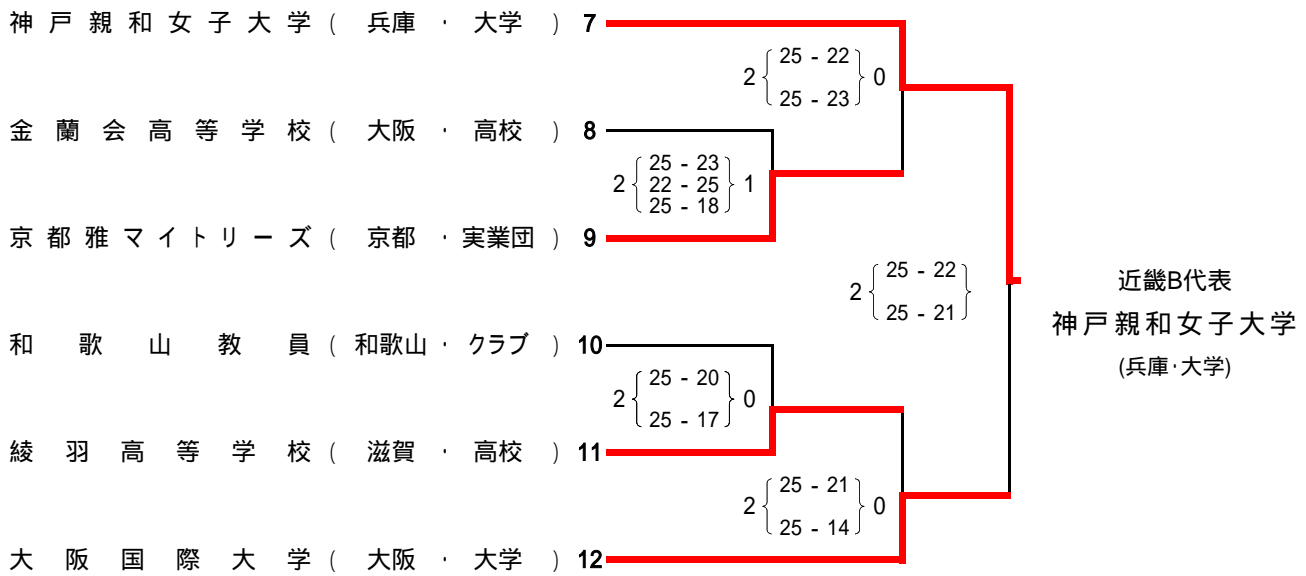 神戸親和女子大学 ( 兵庫 ・ 大学 ) 7
2 { 25 - 22 25 - 23 } 0
金蘭会高等学校 ( 大阪 ・ 高校 ) 8
2 { 25 - 23 22 - 25 25 - 18 } 1
京都雅マイトリーズ ( 京都 ・ 実業団 ) 9
2 { 25 - 22 25 - 21 }
近畿B代表
神戸親和女子大学
(兵庫・大学)
和歌山教員 ( 和歌山 ・ クラブ ) 10
2 { 25 - 20 25 - 17 } 0
綾羽高等学校 ( 滋賀 ・ 高校 ) 11
2 { 25 - 21 25 - 14 } 0
大阪国際大学 ( 大阪 ・ 大学 ) 12